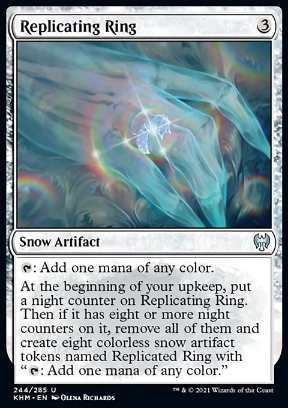 Replicating Ring 3
Snow Artifact
: Add one mana of any color.
At the beginning of your upkeep, put
a night counter on Replicating Ring.
Then if it has eight or more night
counters on it, remove all of them and
create eight colorless snow artifact
tokens named Replicated Ring with
“: Add one mana of any color.”
244/285 U
KHM • EN Olena Richards
™ & © 2021 Wizards of the Coast